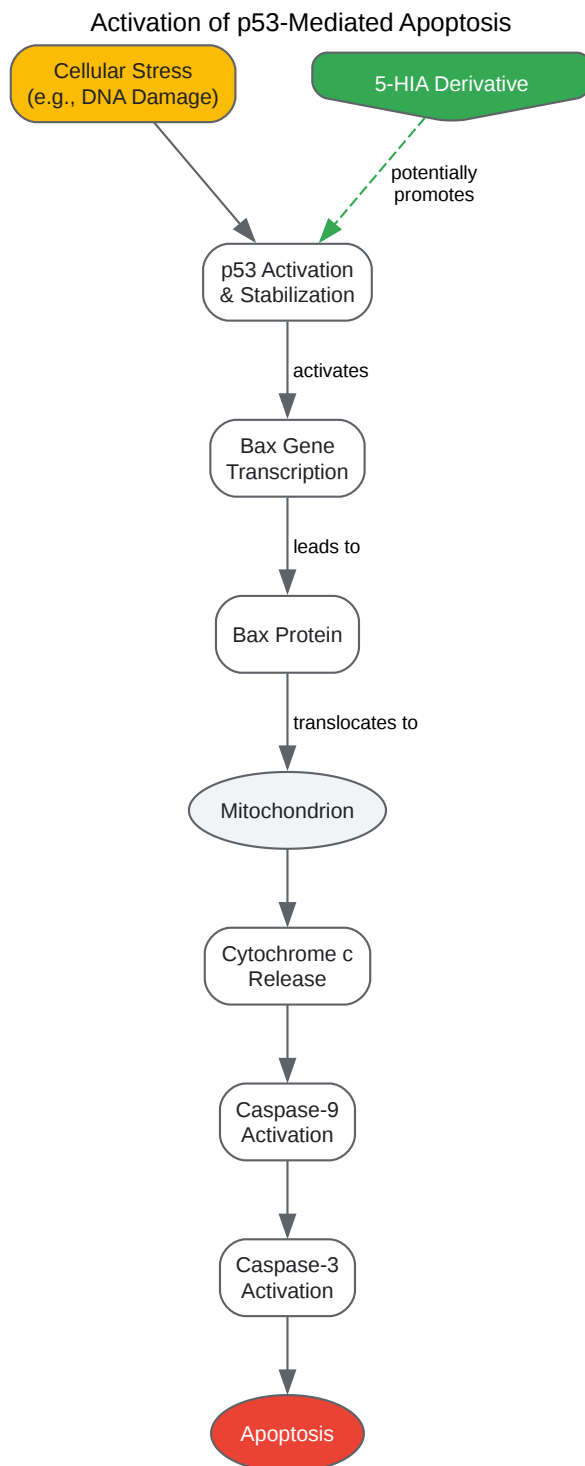 Activation of p53-Mediated Apoptosis
Cellular Stress
(e.g., DNA Damage)
5-HIA Derivative
potentially
promotes
p53 Activation
& Stabilization
activates
Bax Gene
Transcription
leads to
Bax Protein
translocates to
Mitochondrion
Cytochrome c
Release
Caspase-9
Activation
Caspase-3
Activation
Apoptosis